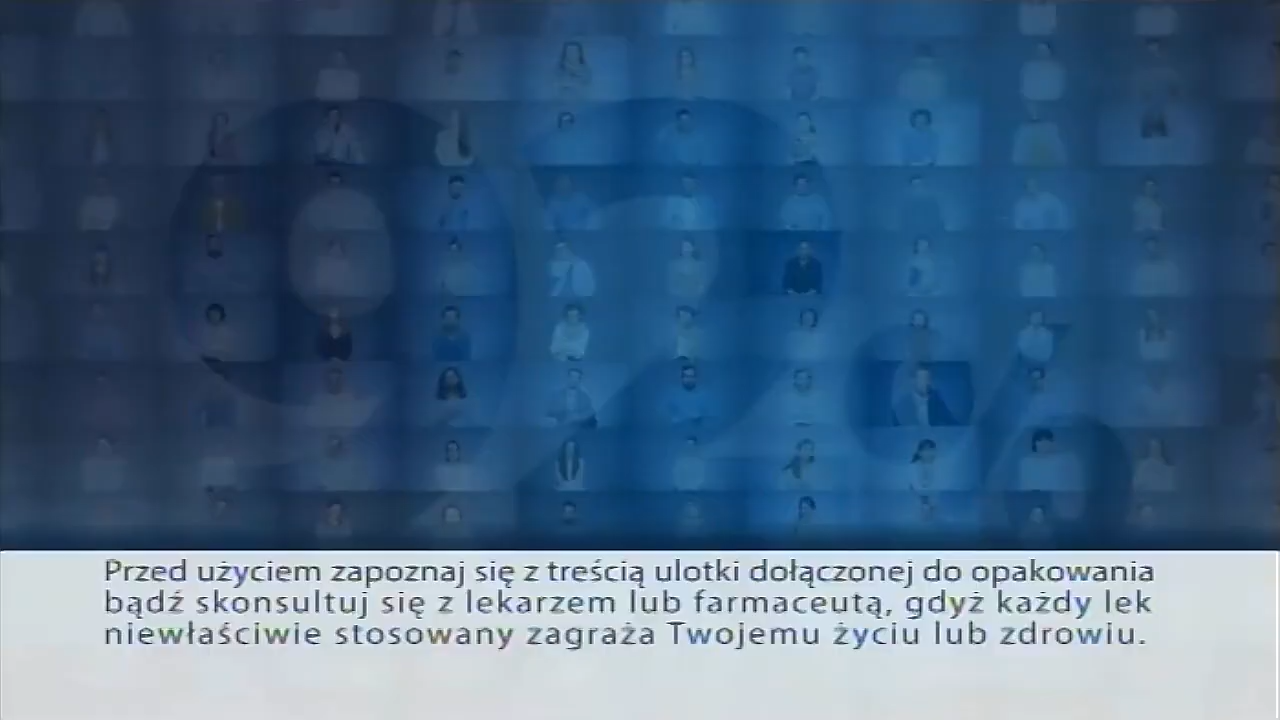 92%
Przed użyciem zapoznaj się z treścią ulotki dołączonej do opakowania
bądź skonsultuj się z lekarzem lub farmaceutą, gdyż każdy lek
niewłaściwie stosowany zagraża Twojemu życiu lub zdrowiu.